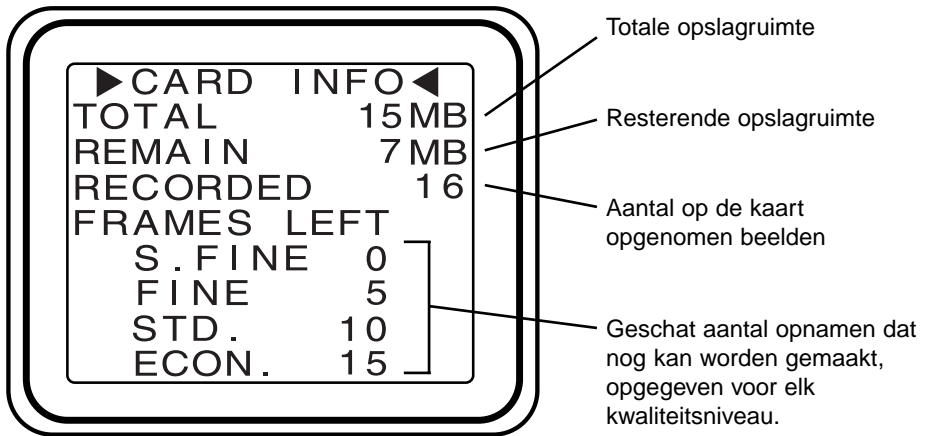 ▶CARD INFO◀
TOTAL 15MB
REMAIN 7MB
RECORDED 16
FRAMES LEFT
S.FINE 0
FINE 5
STD. 10
ECON. 15
Totale opslagruimte
Resterende opslagruimte
Aantal op de kaart
opgenomen beelden
Geschat aantal opnamen dat
nog kan worden gemaakt,
opgegeven voor elk
kwaliteitsniveau.